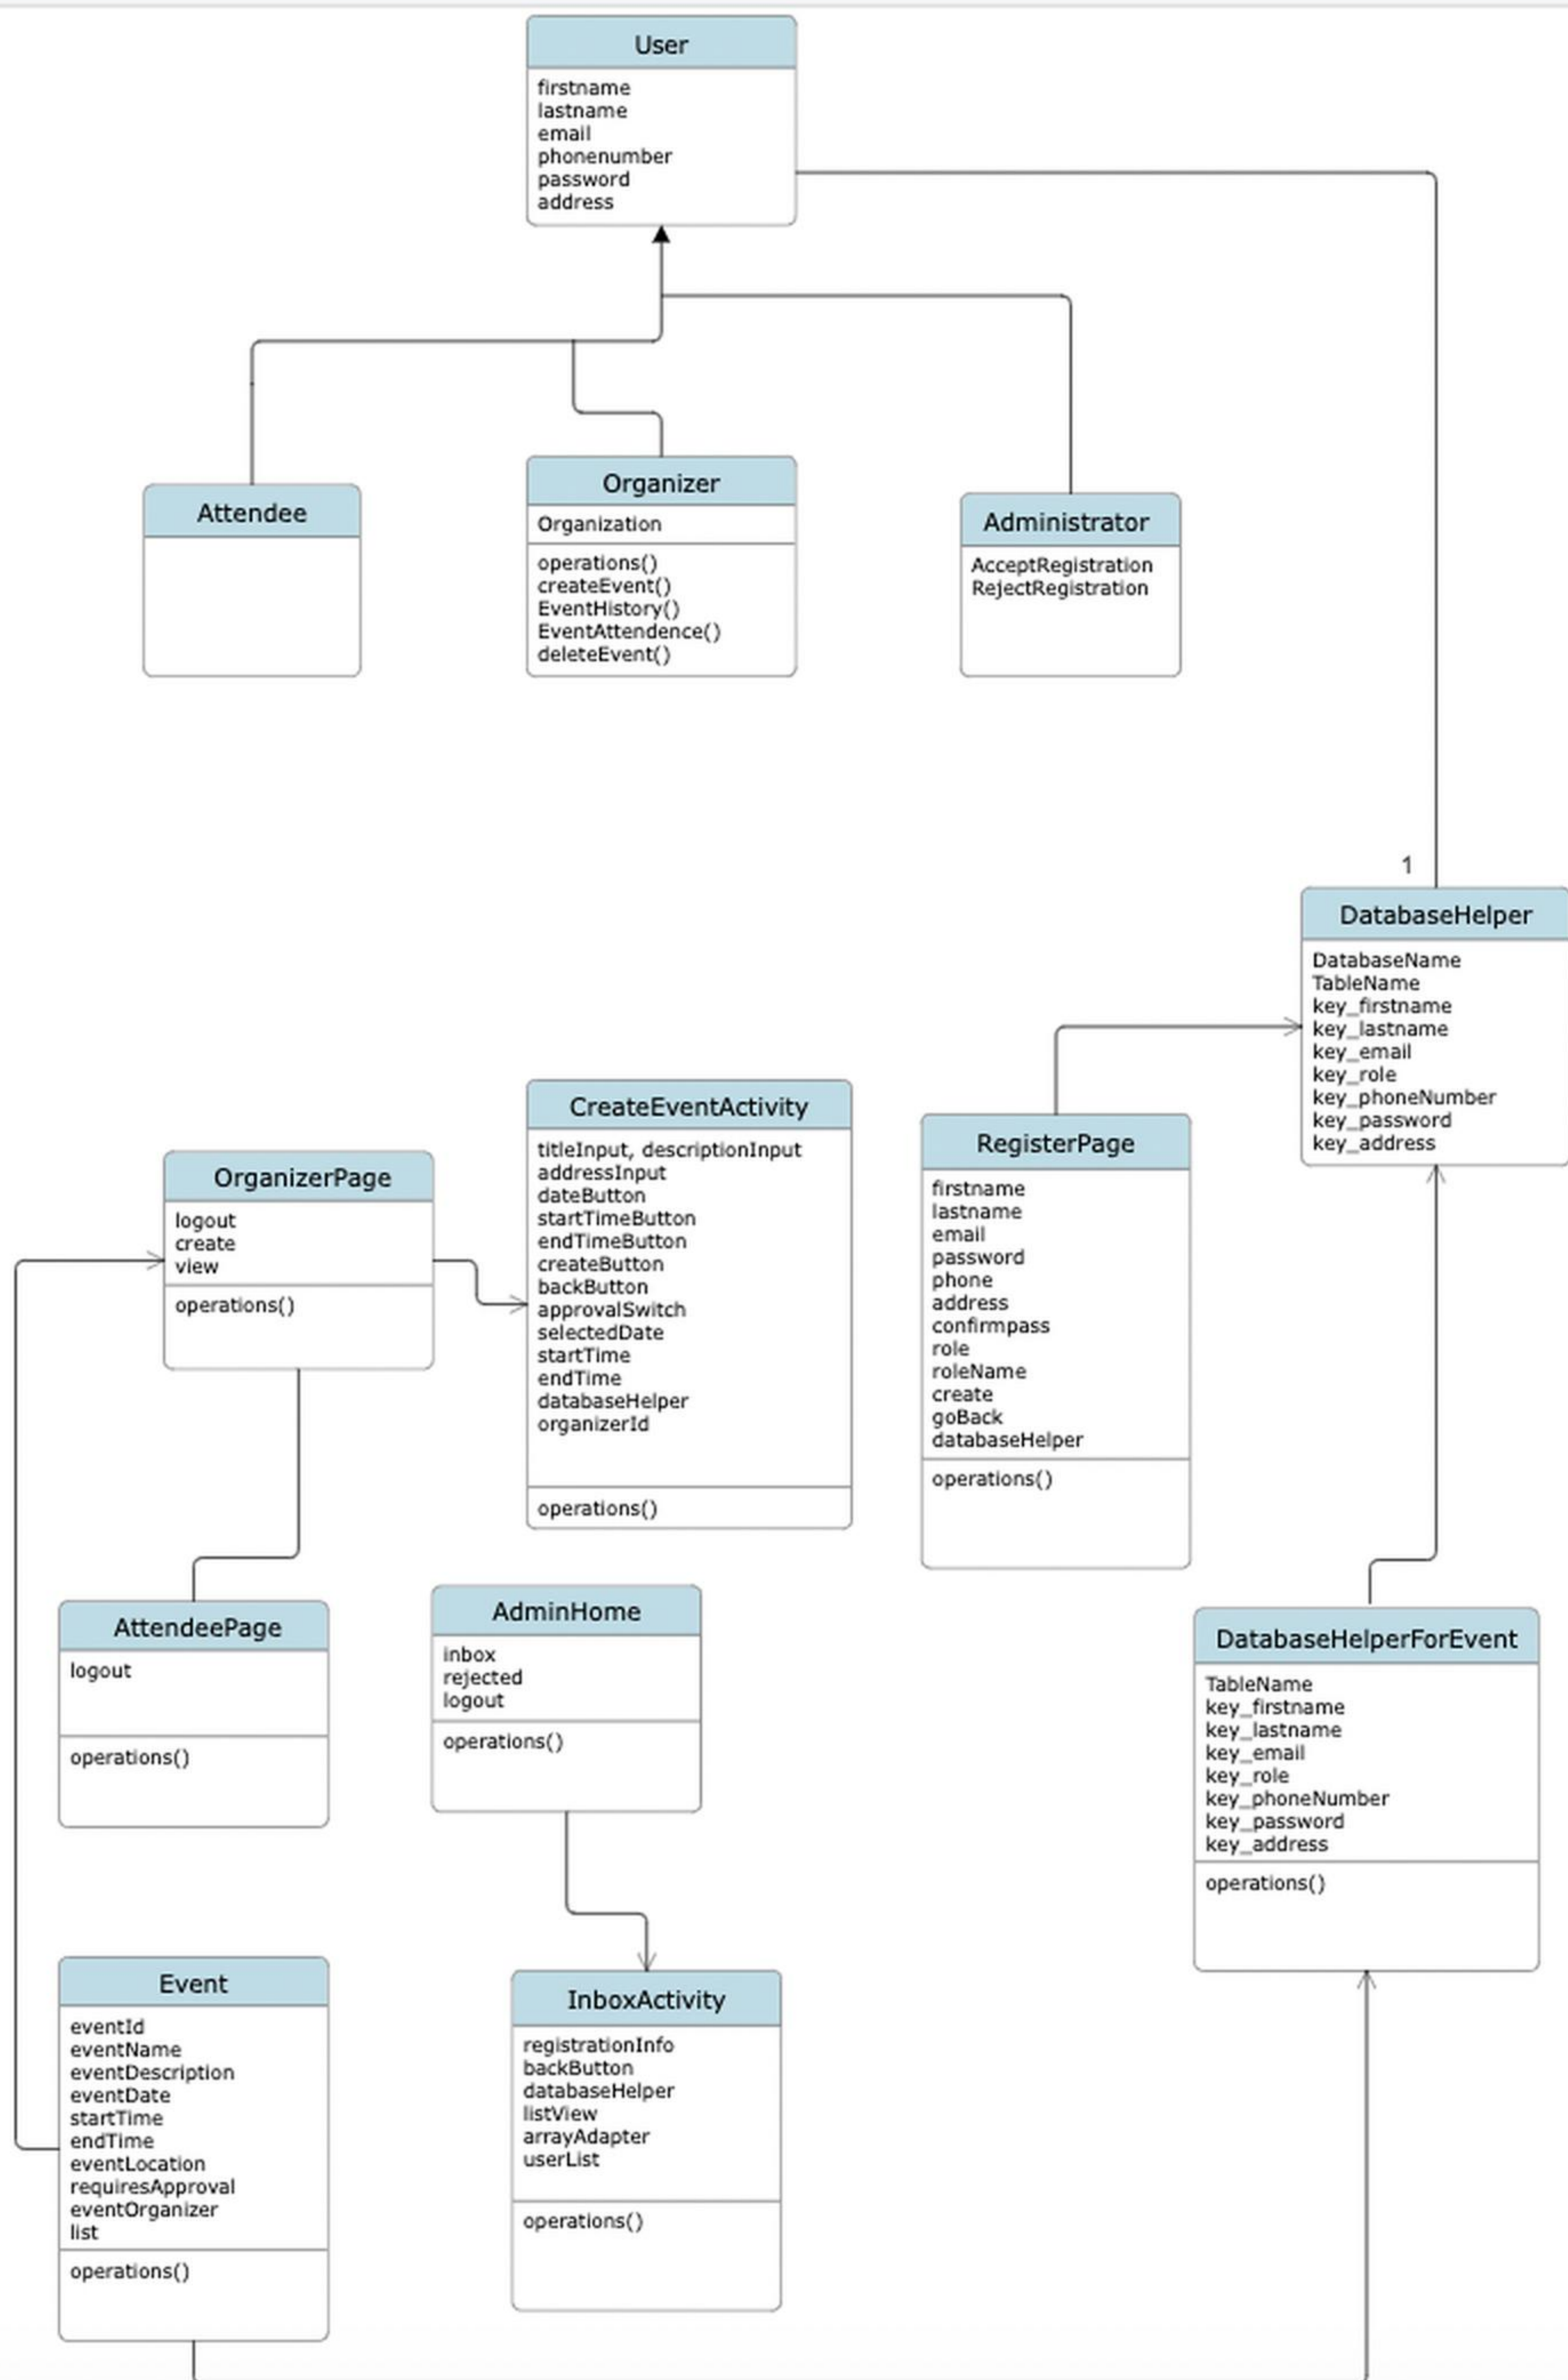 User
firstname
lastname
email
phonenumber
password
address
Attendee
Organizer
Organization
operations()
createEvent()
EventHistory()
EventAttendence()
deleteEvent()
Administrator
AcceptRegistration
RejectRegistration
1
DatabaseHelper
DatabaseName
TableName
key_firstname
key_lastname
key_email
key_role
key_phoneNumber
key_password
key_address
CreateEventActivity
titleInput, descriptionInput
addressInput
dateButton
startTimeButton
endTimeButton
createButton
backButton
approvalSwitch
selectedDate
startTime
endTime
databaseHelper
organizerId
operations()
RegisterPage
firstname
lastname
email
password
phone
address
confirmpass
role
roleName
create
goBack
databaseHelper
operations()
OrganizerPage
logout
create
view
operations()
AttendeePage
logout
operations()
AdminHome
inbox
rejected
logout
operations()
DatabaseHelperForEvent
TableName
key_firstname
key_lastname
key_email
key_role
key_phoneNumber
key_password
key_address
operations()
Event
eventId
eventName
eventDescription
eventDate
startTime
endTime
eventLocation
requiresApproval
eventOrganizer
list
operations()
InboxActivity
registrationInfo
backButton
databaseHelper
listView
arrayAdapter
userList
operations()